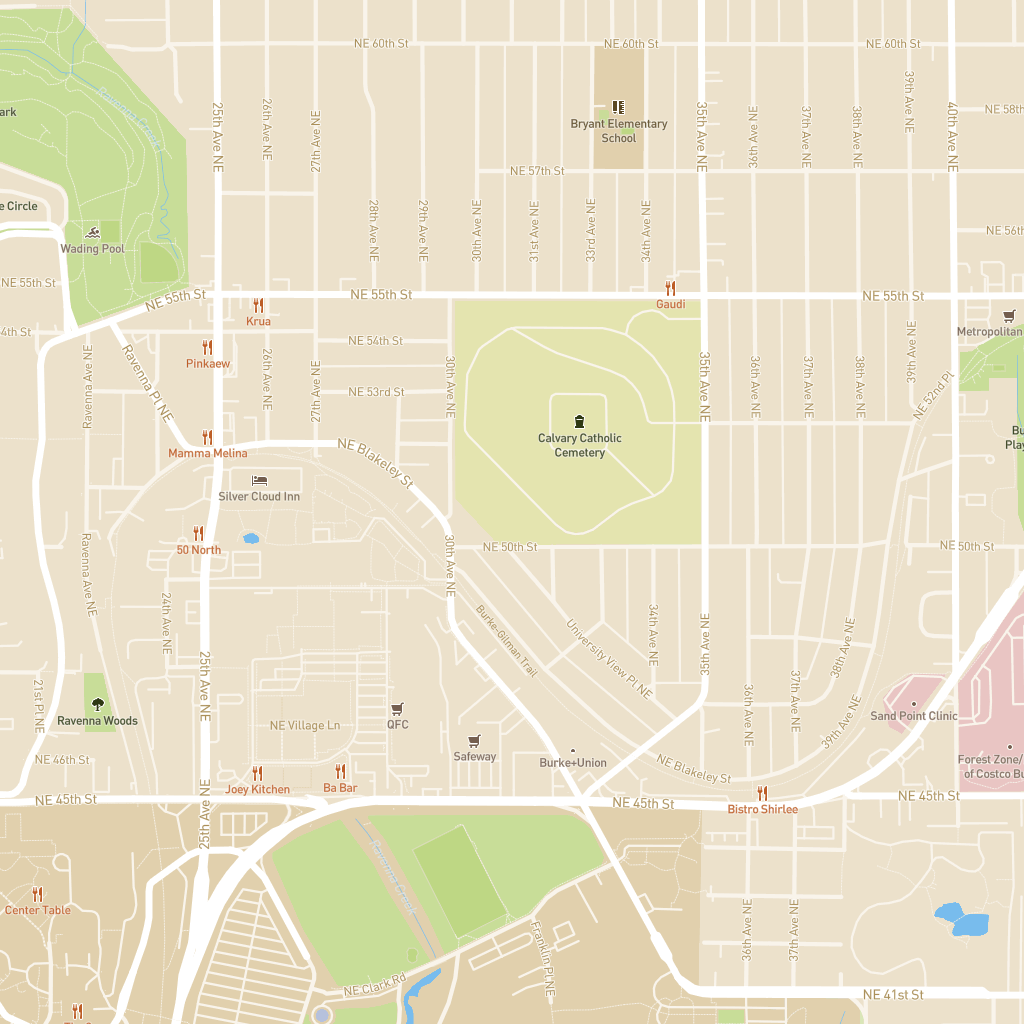 NE 60th St
NE 60th St
NE 60th St
25th Ave NE
26th Ave NE
27th Ave NE
35th Ave NE
36th Ave NE
37th Ave NE
38th Ave NE
39th Ave NE
40th Ave NE
NE 58th
ark
Bryant Elementary
School
NE 57th St
e Circle
28th Ave NE
29th Ave NE
30th Ave NE
31st Ave NE
33rd Ave NE
34th Ave NE
NE 56th
Wading Pool
NE 55th St
NE 55th St
NE 55th St
NE 55th St
Gaudi
Krua
4th St
Metropolitan
NE 54th St
Ravenna Ave NE
Ravenna Pl NE
Pinkaew
26th Ave NE
27th Ave NE
30th Ave NE
35th Ave NE
36th Ave NE
37th Ave NE
38th Ave NE
39th Ave NE
NE 52nd Pl
NE 53rd St
Calvary Catholic
Cemetery
Bu
Play
Mamma Melina
NE Blakeley St
Silver Cloud Inn
50 North
NE 50th St
NE 50th St
Ravenna Ave NE
30th Ave NE
24th Ave NE
Burke-Gilman Trail
University View Pl NE
34th Ave NE
35th Ave NE
38th Ave NE
21st Pl NE
25th Ave NE
36th Ave NE
37th Ave NE
39th Ave NE
Ravenna Woods
NE Village Ln
QFC
Sand Point Clinic
Safeway
Burke+Union
NE Blakeley St
NE 46th St
Forest Zone/
of Costco Bu
Joey Kitchen
Ba Bar
NE 45th St
NE 45th St
Bistro Shirlee
NE 45th St
25th Ave NE
Center Table
36th Ave NE
37th Ave NE
Franklin Pl NE
NE Clark Rd
NE 41st St